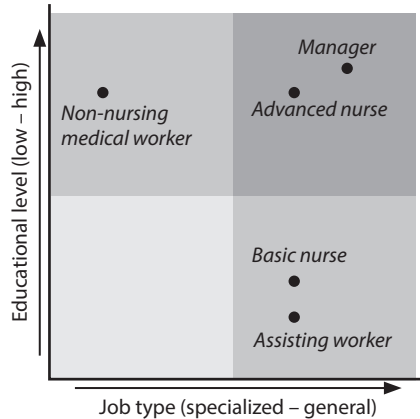 Educational level (low – high)
Manager
Advanced nurse
Non-nursing
medical worker
Basic nurse
Assisting worker
Job type (specialized – general)